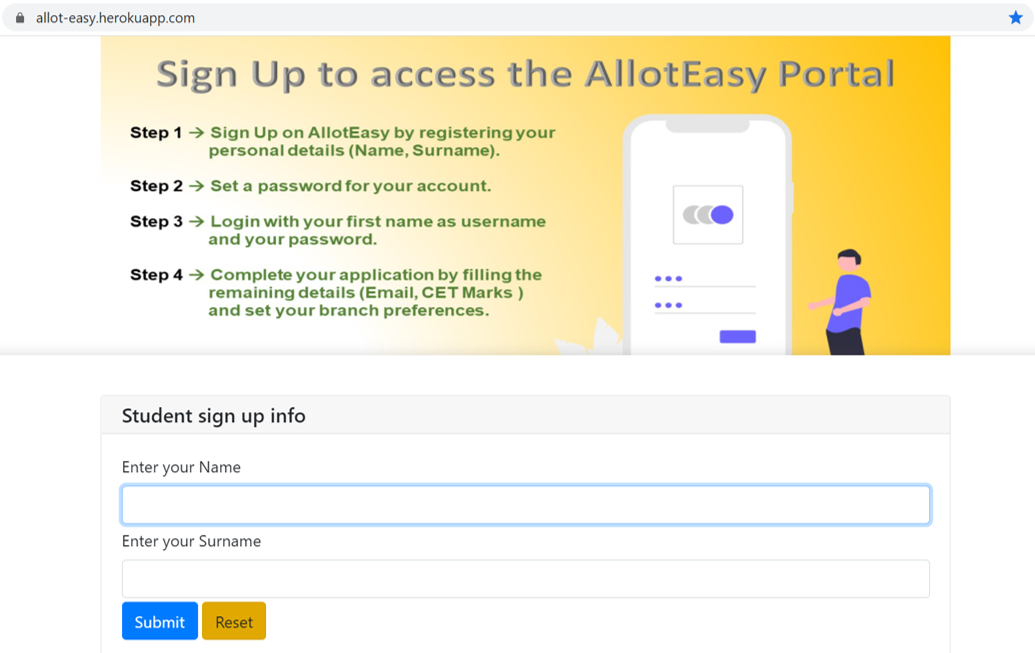 allot-easy.herokuapp.com
Sign Up to access the AllotEasy Portal
Step 1 → Sign Up on AllotEasy by registering your
personal details (Name, Surname).
Step 2 → Set a password for your account.
Step 3 → Login with your first name as username
and your password.
Step 4 → Complete your application by filling the
remaining details (Email, CET Marks )
and set your branch preferences.
Student sign up info
Enter your Name
Enter your Surname
Submit Reset